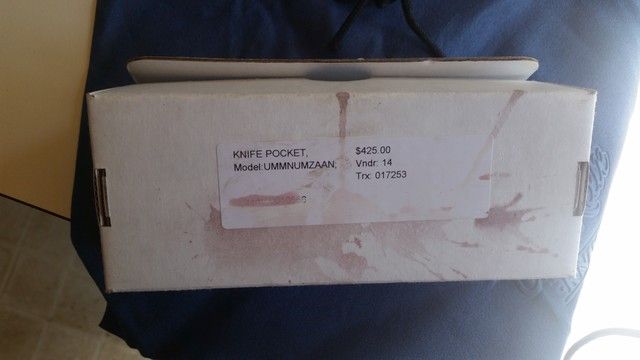 KNIFE POCKET,
Model:UMMNUMZAAN,
$425.00
Vndr: 14
Trx: 017253